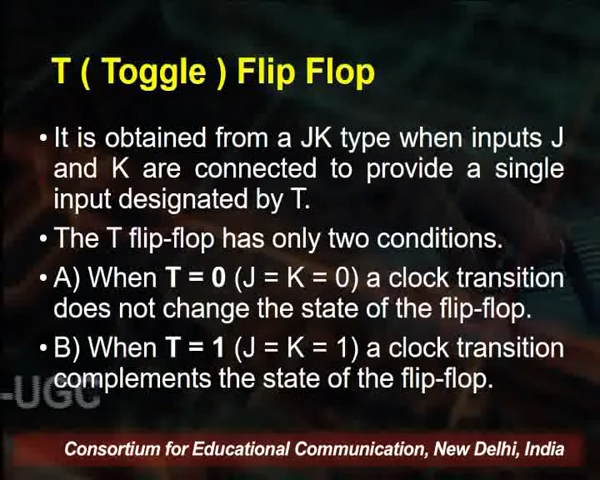 T ( Toggle ) Flip Flop
• It is obtained from a JK type when inputs J
and K are connected to provide a single
input designated by T.
• The T flip-flop has only two conditions.
• A) When T = 0 (J = K = 0) a clock transition
does not change the state of the flip-flop.
• B) When T = 1 (J = K = 1) a clock transition
complements the state of the flip-flop.
-UGC
Consortium for Educational Communication, New Delhi, India